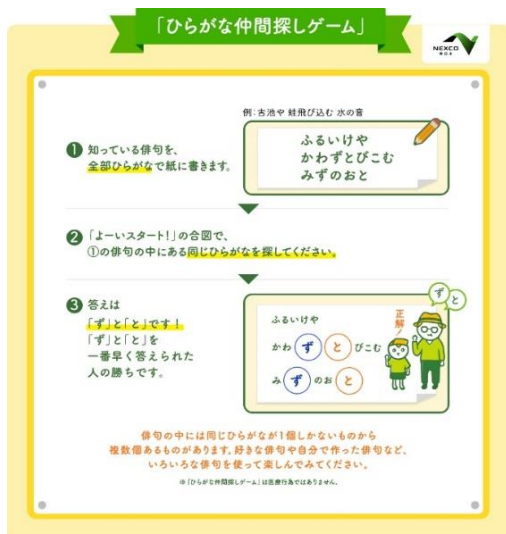 「ひらがな仲間探しゲーム」
NEXCO
例:古池や 蛙飛び込む 水の音
ふるいけや
かわずとびこむ
みずのおと
1 知っている俳句を、
全部ひらがなで紙に書きます。
2 「よーいスタート!」の合図で、
①の俳句の中にある同じひらがなを探してください。
3 答えは
「ず」と「と」です!
「ず」と「と」を
一番早く答えられた
人の勝ちです。
ず と
正解!
ふるいけや
かわ ず と びこむ
み ず のお と
俳句の中には同じひらがなが1個しかないものから
複数個あるものがあります。好きな俳句や自分で作った俳句など、
いろいろな俳句を使って楽しんでみてください。
※「ひらがな仲間探しゲーム」は医療行為ではありません。